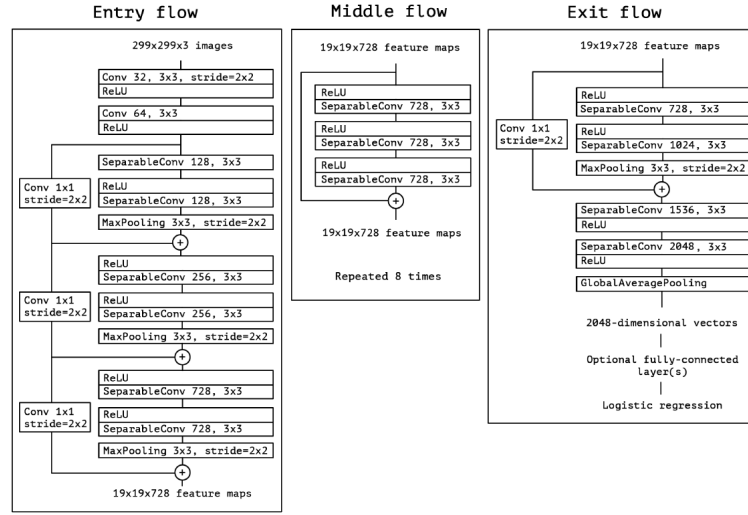 Entry flow
299x299x3 images
Conv 32, 3x3, stride=2x2
ReLU
Conv 64, 3x3
ReLU
SeparableConv 128, 3x3
Conv 1x1
stride=2x2
ReLU
SeparableConv 128, 3x3
MaxPooling 3x3, stride=2x2
+
ReLU
SeparableConv 256, 3x3
Conv 1x1
stride=2x2
ReLU
SeparableConv 256, 3x3
MaxPooling 3x3, stride=2x2
+
ReLU
SeparableConv 728, 3x3
Conv 1x1
stride=2x2
ReLU
SeparableConv 728, 3x3
MaxPooling 3x3, stride=2x2
+
19x19x728 feature maps
Middle flow
19x19x728 feature maps
ReLU
SeparableConv 728, 3x3
ReLU
SeparableConv 728, 3x3
ReLU
SeparableConv 728, 3x3
+
19x19x728 feature maps
Repeated 8 times
Exit flow
19x19x728 feature maps
ReLU
SeparableConv 728, 3x3
Conv 1x1
stride=2x2
ReLU
SeparableConv 1024, 3x3
MaxPooling 3x3, stride=2x2
+
SeparableConv 1536, 3x3
ReLU
SeparableConv 2048, 3x3
ReLU
GlobalAveragePooling
2048-dimensional vectors
Optional fully-connected
layer(s)
Logistic regression